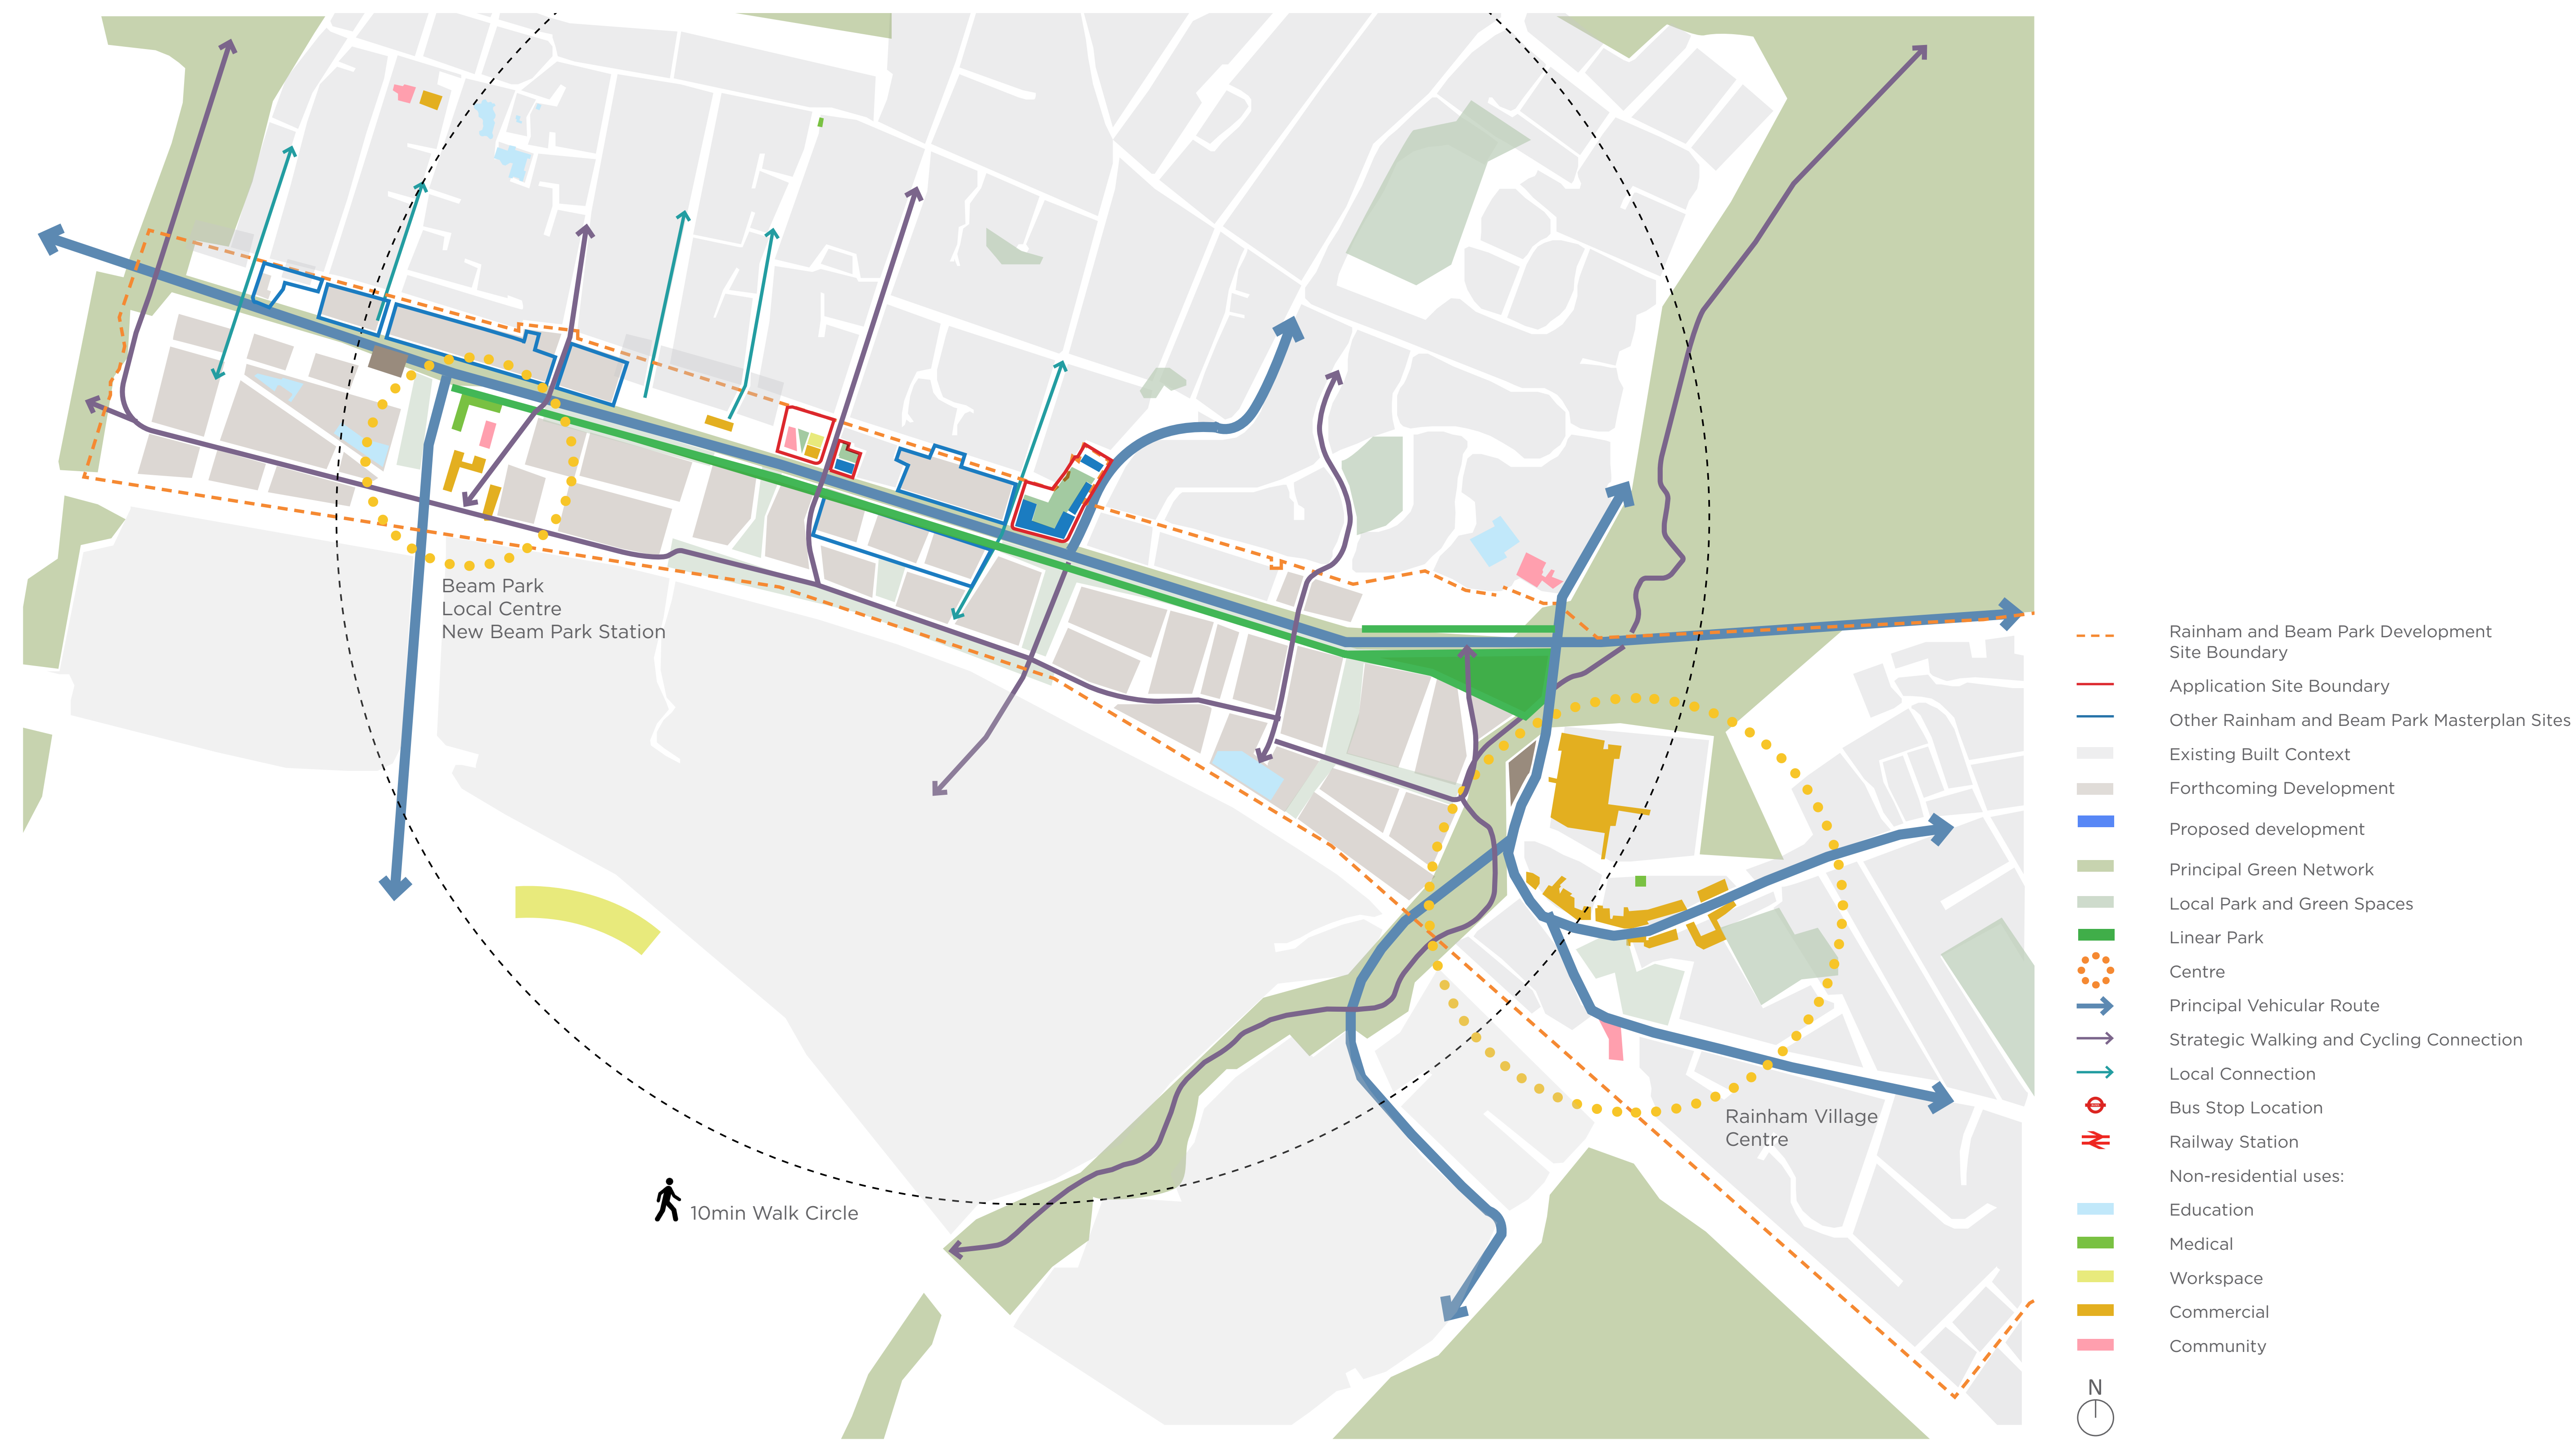 Beam Park
Local Centre
New Beam Park Station
10min Walk Circle
Rainham Village
Centre
Rainham and Beam Park Development
Site Boundary
Application Site Boundary
Other Rainham and Beam Park Masterplan Sites
Existing Built Context
Forthcoming Development
Proposed development
Principal Green Network
Local Park and Green Spaces
Linear Park
Centre
Principal Vehicular Route
Strategic Walking and Cycling Connection
Local Connection
Bus Stop Location
Railway Station
Non-residential uses:
Education
Medical
Workspace
Commercial
Community
N